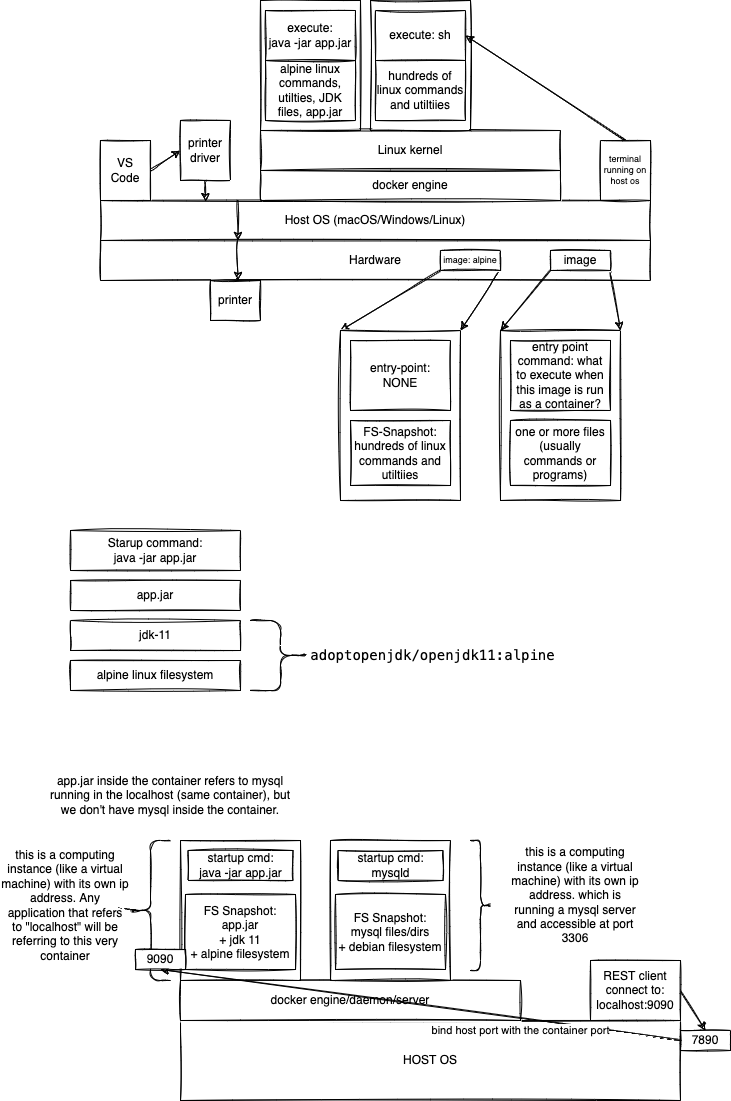 execute:
java -jar app.jar
execute: sh
alpine linux
commands,
utilties, JDK
files, app.jar
hundreds of
linux commands
and utiltiies
printer
driver
VS
Code
Linux kernel
terminal
running on
host os
docker engine
Host OS (macOS/Windows/Linux)
Hardware
image: alpine
image
printer
entry-point:
NONE
FS-Snapshot:
hundreds of linux
commands and
utiltiies
entry point
command: what
to execute when
this image is run
as a container?
one or more files
(usually
commands or
programs)
Starup command:
java -jar app.jar
app.jar
jdk-11
alpine linux filesystem
adoptopenjdk/openjdk11:alpine
app.jar inside the container refers to mysql
running in the localhost (same container), but
we don't have mysql inside the container.
this is a computing
instance (like a virtual
machine) with its own ip
address. Any
application that refers
to "localhost" will be
referring to this very
container
startup cmd:
java -jar app.jar
FS Snapshot:
app.jar
+ jdk 11
+ alpine filesystem
9090
startup cmd:
mysqld
FS Snapshot:
mysql files/dirs
+ debian filesystem
this is a computing
instance (like a virtual
machine) with its own ip
address. which is
running a mysql server
and accessible at port
3306
docker engine/daemon/server
REST client
connect to:
localhost:9090
bind host port with the container port
7890
HOST OS